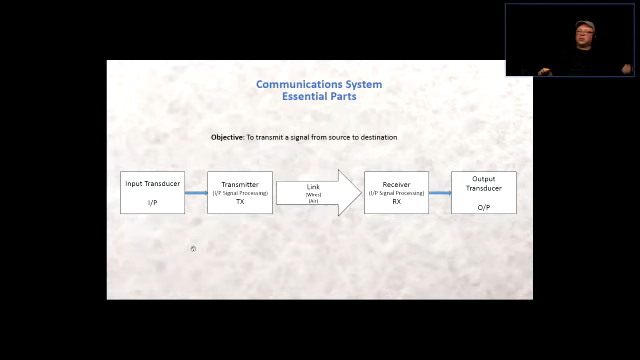 Communications System
Essential Parts
Objective: To transmit a signal from source to destination
Input Transducer
I/P
Transmitter
(I/P Signal Processing)
TX
Link
(Wires)
(Air)
Receiver
(I/P Signal Processing)
RX
Output
Transducer
O/P